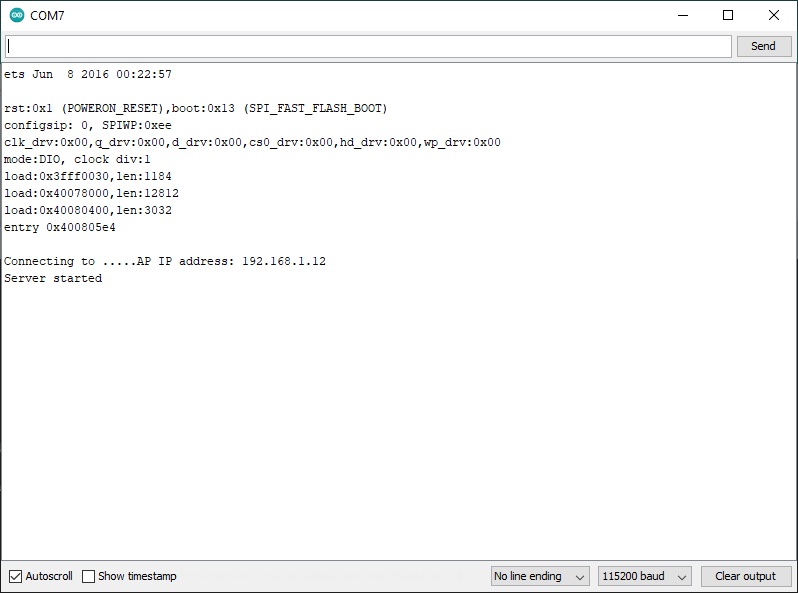 COM7
Send
ets Jun  8 2016 00:22:57
rst:0x1 (POWERON_RESET),boot:0x13 (SPI_FAST_FLASH_BOOT)
configsip: 0, SPIWP:0xee
clk_drv:0x00,q_drv:0x00,d_drv:0x00,cs0_drv:0x00,hd_drv:0x00,wp_drv:0x00
mode:DIO, clock div:1
load:0x3fff0030,len:1184
load:0x40078000,len:12812
load:0x40080400,len:3032
entry 0x400805e4
Connecting to .....AP IP address: 192.168.1.12
Server started
Autoscroll Show timestamp No line ending 115200 baud Clear output